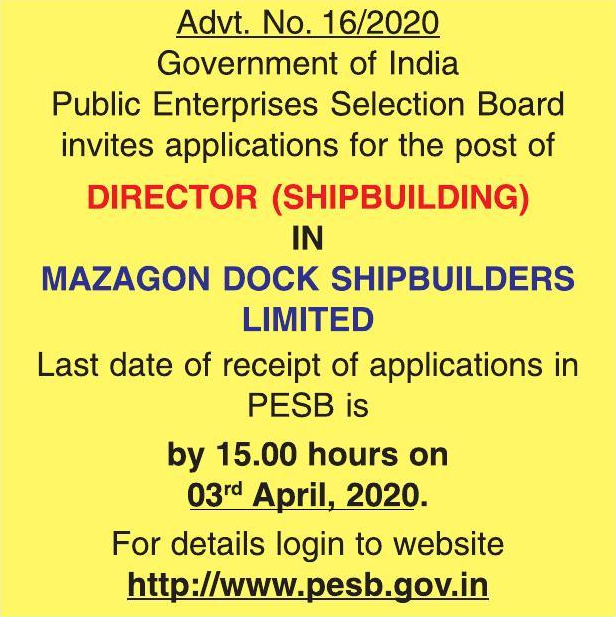 Advt. No. 16/2020
Government of India
Public Enterprises Selection Board
invites applications for the post of
DIRECTOR (SHIPBUILDING)
IN
MAZAGON DOCK SHIPBUILDERS
LIMITED
Last date of receipt of applications in
PESB is
by 15.00 hours on
03rd April, 2020.
For details login to website
http://www.pesb.gov.in